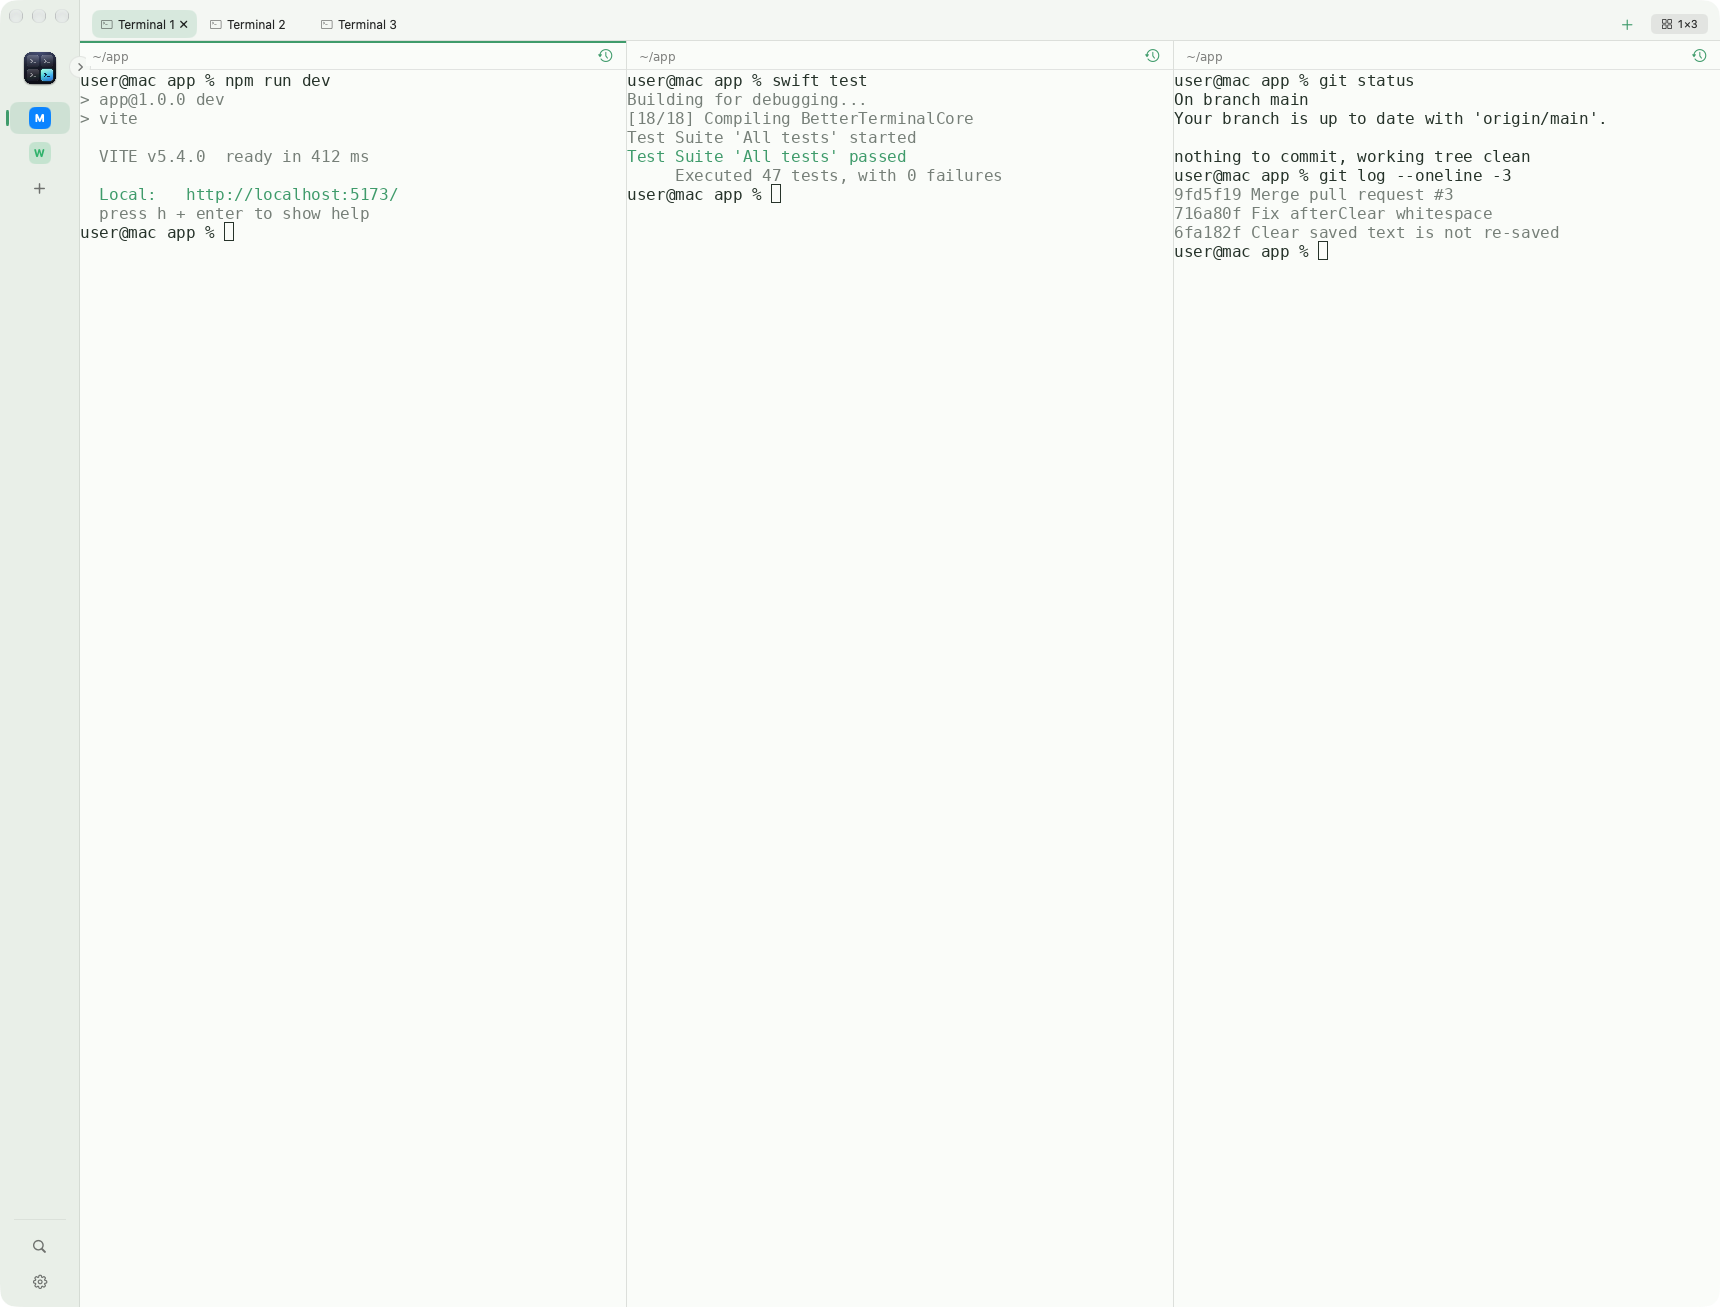 Terminal 1
Terminal 2
Terminal 3
1×3
M
W
~/app
user@mac app % npm run dev
> app@1.0.0 dev
> vite
VITE v5.4.0  ready in 412 ms
Local:   http://localhost:5173/
press h + enter to show help
user@mac app %
~/app
user@mac app % swift test
Building for debugging...
[18/18] Compiling BetterTerminalCore
Test Suite 'All tests' started
Test Suite 'All tests' passed
Executed 47 tests, with 0 failures
user@mac app %
~/app
user@mac app % git status
On branch main
Your branch is up to date with 'origin/main'.
nothing to commit, working tree clean
user@mac app % git log --oneline -3
9fd5f19 Merge pull request #3
716a80f Fix afterClear whitespace
6fa182f Clear saved text is not re-saved
user@mac app %